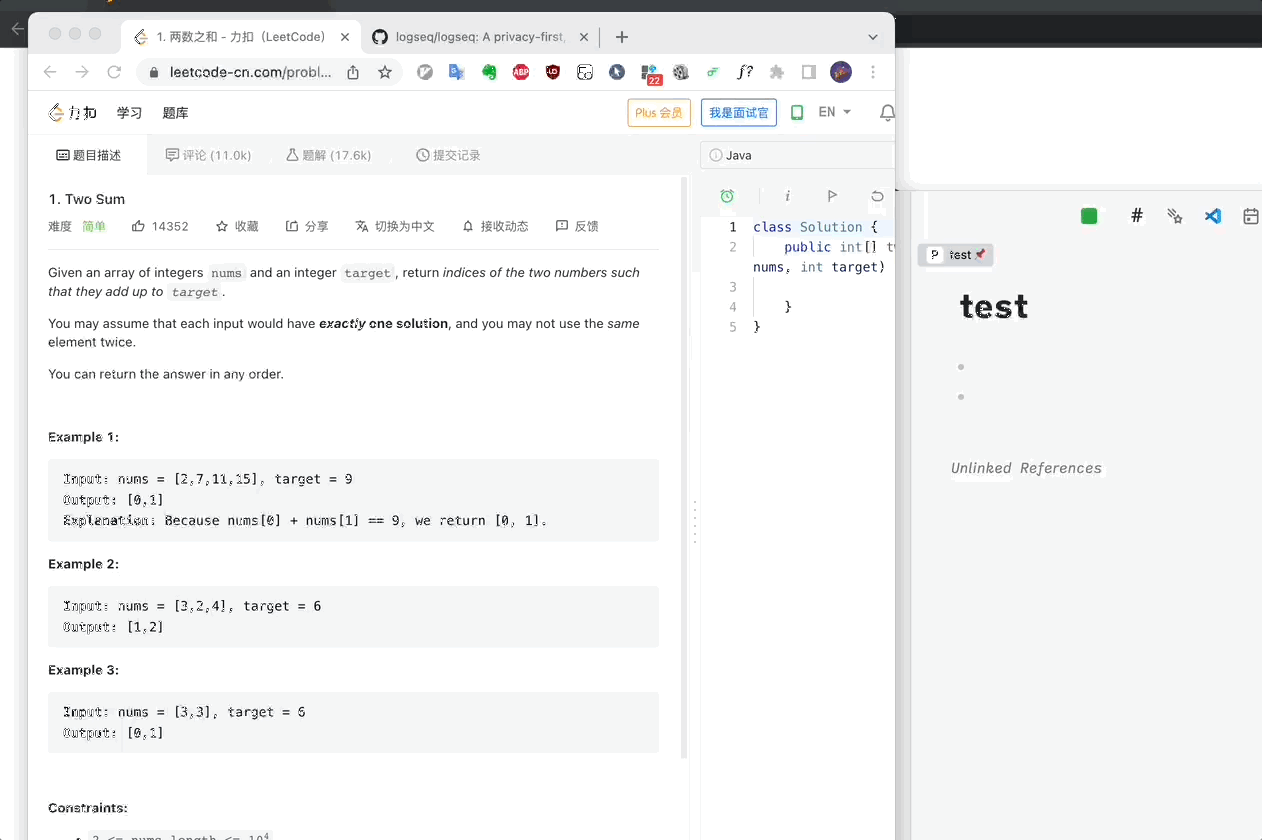 1. 两数之和 - 力扣（LeetCode）
logseq/logseq: A privacy-first,
leetcode-cn.com/probl...
ABP
22
f?
力扣
学习
题库
Plus 会员
我是面试官
EN
题目描述
评论 (11.0k)
题解 (17.6k)
提交记录
Java
1. Two Sum
难度 简单
14352
收藏
分享
切换为中文
接收动态
反馈
Given an array of integers nums and an integer target, return indices of the two numbers such
that they add up to target.
You may assume that each input would have exactly one solution, and you may not use the same
element twice.
You can return the answer in any order.
Example 1:
Input: nums = [2,7,11,15], target = 9
Output: [0,1]
Explanation: Because nums[0] + nums[1] == 9, we return [0, 1].
Example 2:
Input: nums = [3,2,4], target = 6
Output: [1,2]
Example 3:
Input: nums = [3,3], target = 6
Output: [0,1]
Constraints:
2 <= nums.length <= 10⁴
i
1 class Solution {
2 public int[]
nums, int target)
3
4 }
5 }
#
P test
test
Unlinked References